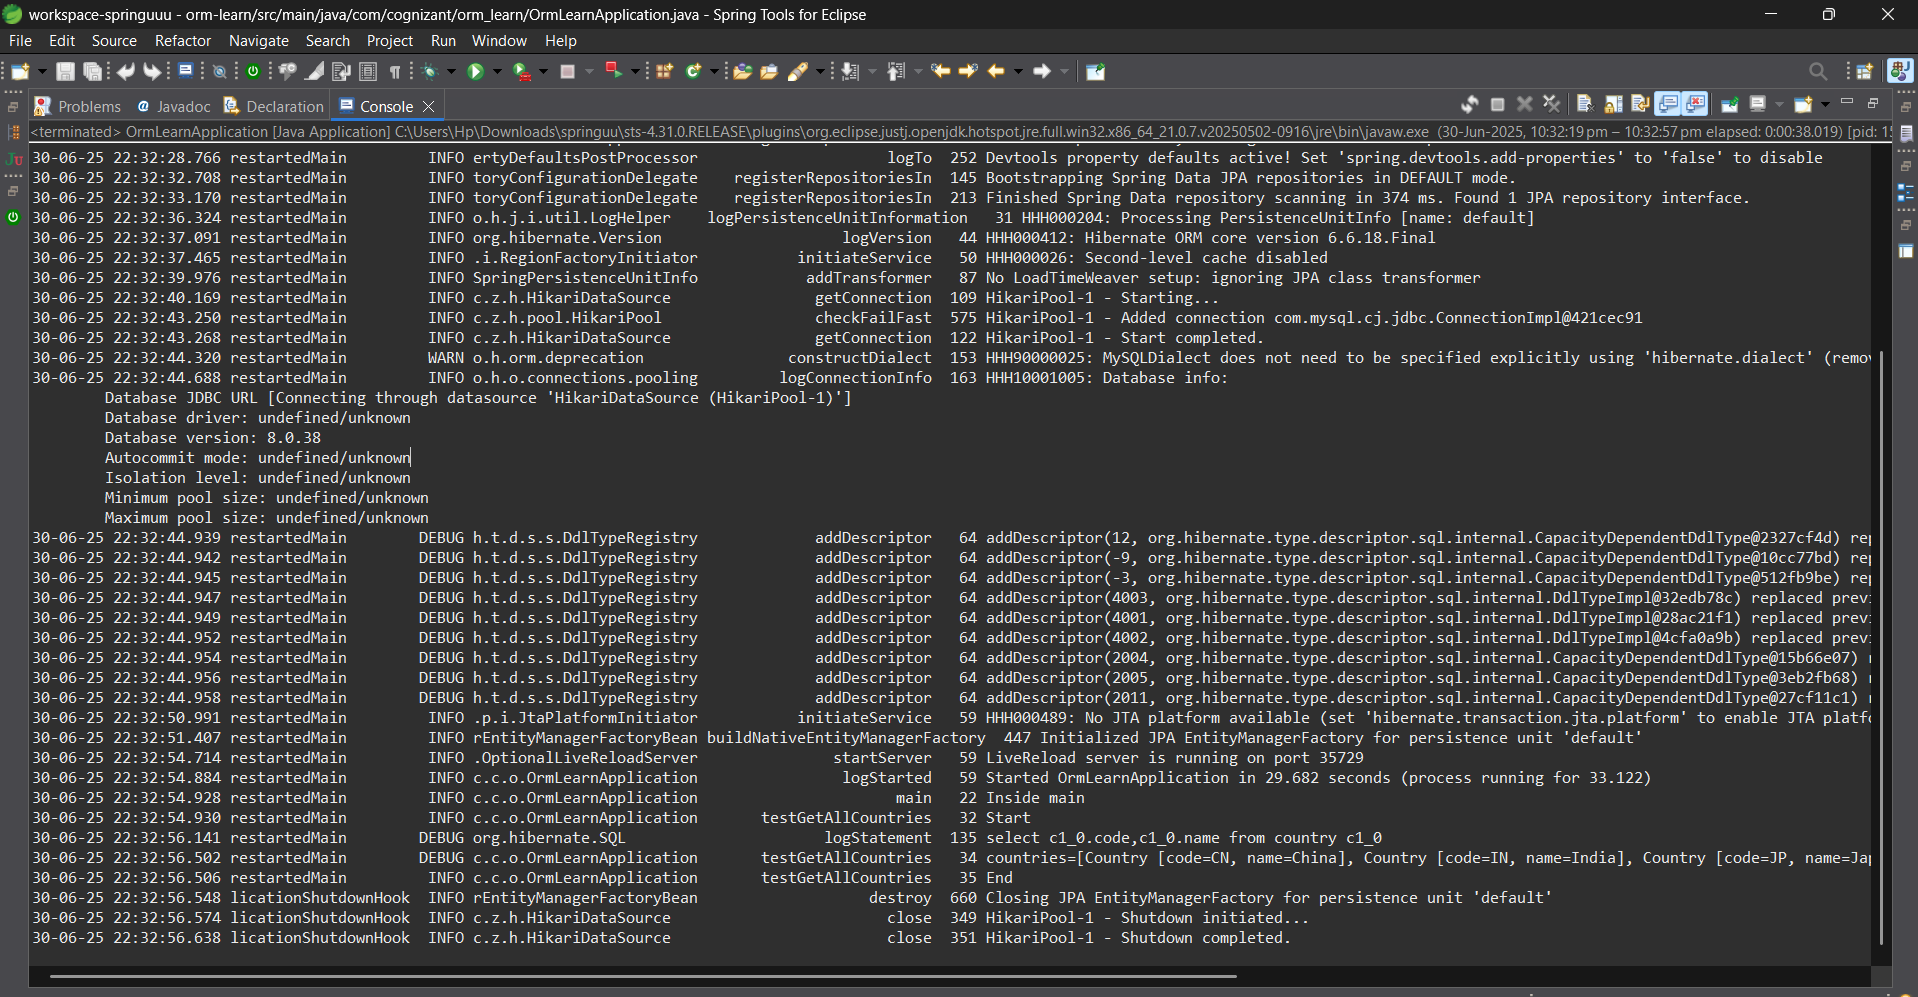 workspace-springuuu - orm-learn/src/main/java/com/cognizant/orm_learn/OrmLearnApplication.java - Spring Tools for Eclipse
File Edit Source Refactor Navigate Search Project Run Window Help
Problems @ Javadoc Declaration Console
<terminated> OrmLearnApplication [Java Application] C:\Users\Hp\Downloads\springuu\sts-4.31.0.RELEASE\plugins\org.eclipse.justj.openjdk.hotspot.jre.full.win32.x86_64_21.0.7.v20250502-0916\jre\bin\javaw.exe (30-Jun-2025, 10:32:19 pm – 10:32:57 pm elapsed: 0:00:38.019) [pid:
30-06-25 22:32:28.766 restartedMain INFO ertyDefaultsPostProcessor logTo 252 Devtools property defaults active! Set 'spring.devtools.add-properties' to 'false' to disable
30-06-25 22:32:32.708 restartedMain INFO toryConfigurationDelegate registerRepositoriesIn 145 Bootstrapping Spring Data JPA repositories in DEFAULT mode.
30-06-25 22:32:33.170 restartedMain INFO toryConfigurationDelegate registerRepositoriesIn 213 Finished Spring Data repository scanning in 374 ms. Found 1 JPA repository interface.
30-06-25 22:32:36.324 restartedMain INFO o.h.j.i.util.LogHelper logPersistenceUnitInformation 31 HHH000204: Processing PersistenceUnitInfo [name: default]
30-06-25 22:32:37.091 restartedMain INFO org.hibernate.Version logVersion 44 HHH000412: Hibernate ORM core version 6.6.18.Final
30-06-25 22:32:37.465 restartedMain INFO .i.RegionFactoryInitiator initiateService 50 HHH000026: Second-level cache disabled
30-06-25 22:32:39.976 restartedMain INFO SpringPersistenceUnitInfo addTransformer 87 No LoadTimeWeaver setup: ignoring JPA class transformer
30-06-25 22:32:40.169 restartedMain INFO c.z.h.HikariDataSource getConnection 109 HikariPool-1 - Starting...
30-06-25 22:32:43.250 restartedMain INFO c.z.h.pool.HikariPool checkFailFast 575 HikariPool-1 - Added connection com.mysql.cj.jdbc.ConnectionImpl@421cec91
30-06-25 22:32:43.268 restartedMain INFO c.z.h.HikariDataSource getConnection 122 HikariPool-1 - Start completed.
30-06-25 22:32:44.320 restartedMain WARN o.h.orm.deprecation constructDialect 153 HHH90000025: MySQLDialect does not need to be specified explicitly using 'hibernate.dialect' (remov
30-06-25 22:32:44.688 restartedMain INFO o.h.o.connections.pooling logConnectionInfo 163 HHH10001005: Database info:
Database JDBC URL [Connecting through datasource 'HikariDataSource (HikariPool-1)']
Database driver: undefined/unknown
Database version: 8.0.38
Autocommit mode: undefined/unknown
Isolation level: undefined/unknown
Minimum pool size: undefined/unknown
Maximum pool size: undefined/unknown
30-06-25 22:32:44.939 restartedMain DEBUG h.t.d.s.s.DdlTypeRegistry addDescriptor 64 addDescriptor(12, org.hibernate.type.descriptor.sql.internal.CapacityDependentDdlType@2327cf4d) rep
30-06-25 22:32:44.942 restartedMain DEBUG h.t.d.s.s.DdlTypeRegistry addDescriptor 64 addDescriptor(-9, org.hibernate.type.descriptor.sql.internal.CapacityDependentDdlType@10cc77bd) rep
30-06-25 22:32:44.945 restartedMain DEBUG h.t.d.s.s.DdlTypeRegistry addDescriptor 64 addDescriptor(-3, org.hibernate.type.descriptor.sql.internal.CapacityDependentDdlType@512fb9be) rep
30-06-25 22:32:44.947 restartedMain DEBUG h.t.d.s.s.DdlTypeRegistry addDescriptor 64 addDescriptor(4003, org.hibernate.type.descriptor.sql.internal.DdlTypeImpl@32edb78c) replaced previ
30-06-25 22:32:44.949 restartedMain DEBUG h.t.d.s.s.DdlTypeRegistry addDescriptor 64 addDescriptor(4001, org.hibernate.type.descriptor.sql.internal.DdlTypeImpl@28ac21f1) replaced previ
30-06-25 22:32:44.952 restartedMain DEBUG h.t.d.s.s.DdlTypeRegistry addDescriptor 64 addDescriptor(4002, org.hibernate.type.descriptor.sql.internal.DdlTypeImpl@4cfa0a9b) replaced previ
30-06-25 22:32:44.954 restartedMain DEBUG h.t.d.s.s.DdlTypeRegistry addDescriptor 64 addDescriptor(2004, org.hibernate.type.descriptor.sql.internal.CapacityDependentDdlType@15b66e07)
30-06-25 22:32:44.956 restartedMain DEBUG h.t.d.s.s.DdlTypeRegistry addDescriptor 64 addDescriptor(2005, org.hibernate.type.descriptor.sql.internal.CapacityDependentDdlType@3eb2fb68)
30-06-25 22:32:44.958 restartedMain DEBUG h.t.d.s.s.DdlTypeRegistry addDescriptor 64 addDescriptor(2011, org.hibernate.type.descriptor.sql.internal.CapacityDependentDdlType@27cf11c1)
30-06-25 22:32:50.991 restartedMain INFO .p.i.JtaPlatformInitiator initiateService 59 HHH000489: No JTA platform available (set 'hibernate.transaction.jta.platform' to enable JTA platfo
30-06-25 22:32:51.407 restartedMain INFO rEntityManagerFactoryBean buildNativeEntityManagerFactory 447 Initialized JPA EntityManagerFactory for persistence unit 'default'
30-06-25 22:32:54.714 restartedMain INFO .OptionalLiveReloadServer startServer 59 LiveReload server is running on port 35729
30-06-25 22:32:54.884 restartedMain INFO c.c.o.OrmLearnApplication logStarted 59 Started OrmLearnApplication in 29.682 seconds (process running for 33.122)
30-06-25 22:32:54.928 restartedMain INFO c.c.o.OrmLearnApplication main 22 Inside main
30-06-25 22:32:54.930 restartedMain INFO c.c.o.OrmLearnApplication testGetAllCountries 32 Start
30-06-25 22:32:56.141 restartedMain DEBUG org.hibernate.SQL logStatement 135 select c1_0.code,c1_0.name from country c1_0
30-06-25 22:32:56.502 restartedMain DEBUG c.c.o.OrmLearnApplication testGetAllCountries 34 countries=[Country [code=CN, name=China], Country [code=IN, name=India], Country [code=JP, name=Jap
30-06-25 22:32:56.506 restartedMain INFO c.c.o.OrmLearnApplication testGetAllCountries 35 End
30-06-25 22:32:56.548 licationShutdownHook INFO rEntityManagerFactoryBean destroy 660 Closing JPA EntityManagerFactory for persistence unit 'default'
30-06-25 22:32:56.574 licationShutdownHook INFO c.z.h.HikariDataSource close 349 HikariPool-1 - Shutdown initiated...
30-06-25 22:32:56.638 licationShutdownHook INFO c.z.h.HikariDataSource close 351 HikariPool-1 - Shutdown completed.